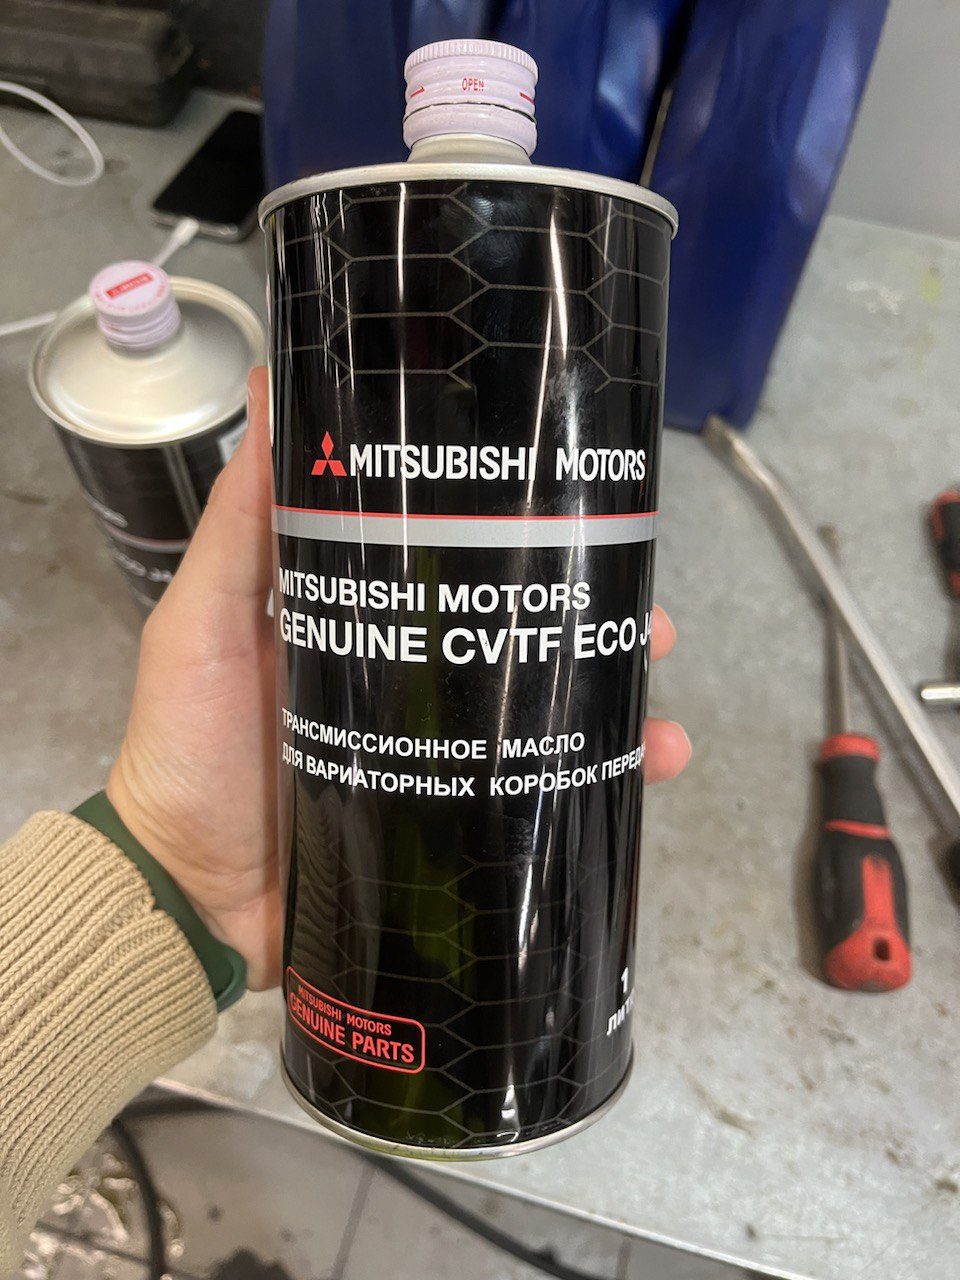 OPEN
MITSUBISHI MOTORS
MITSUBISHI MOTORS
GENUINE CVTF ECO
ТРАНСМИССИОННОЕ МАСЛО
ДЛЯ ВАРИАТОРНЫХ КОРОБОК
1
MITSUBISHI MOTORS
GENUINE PARTS